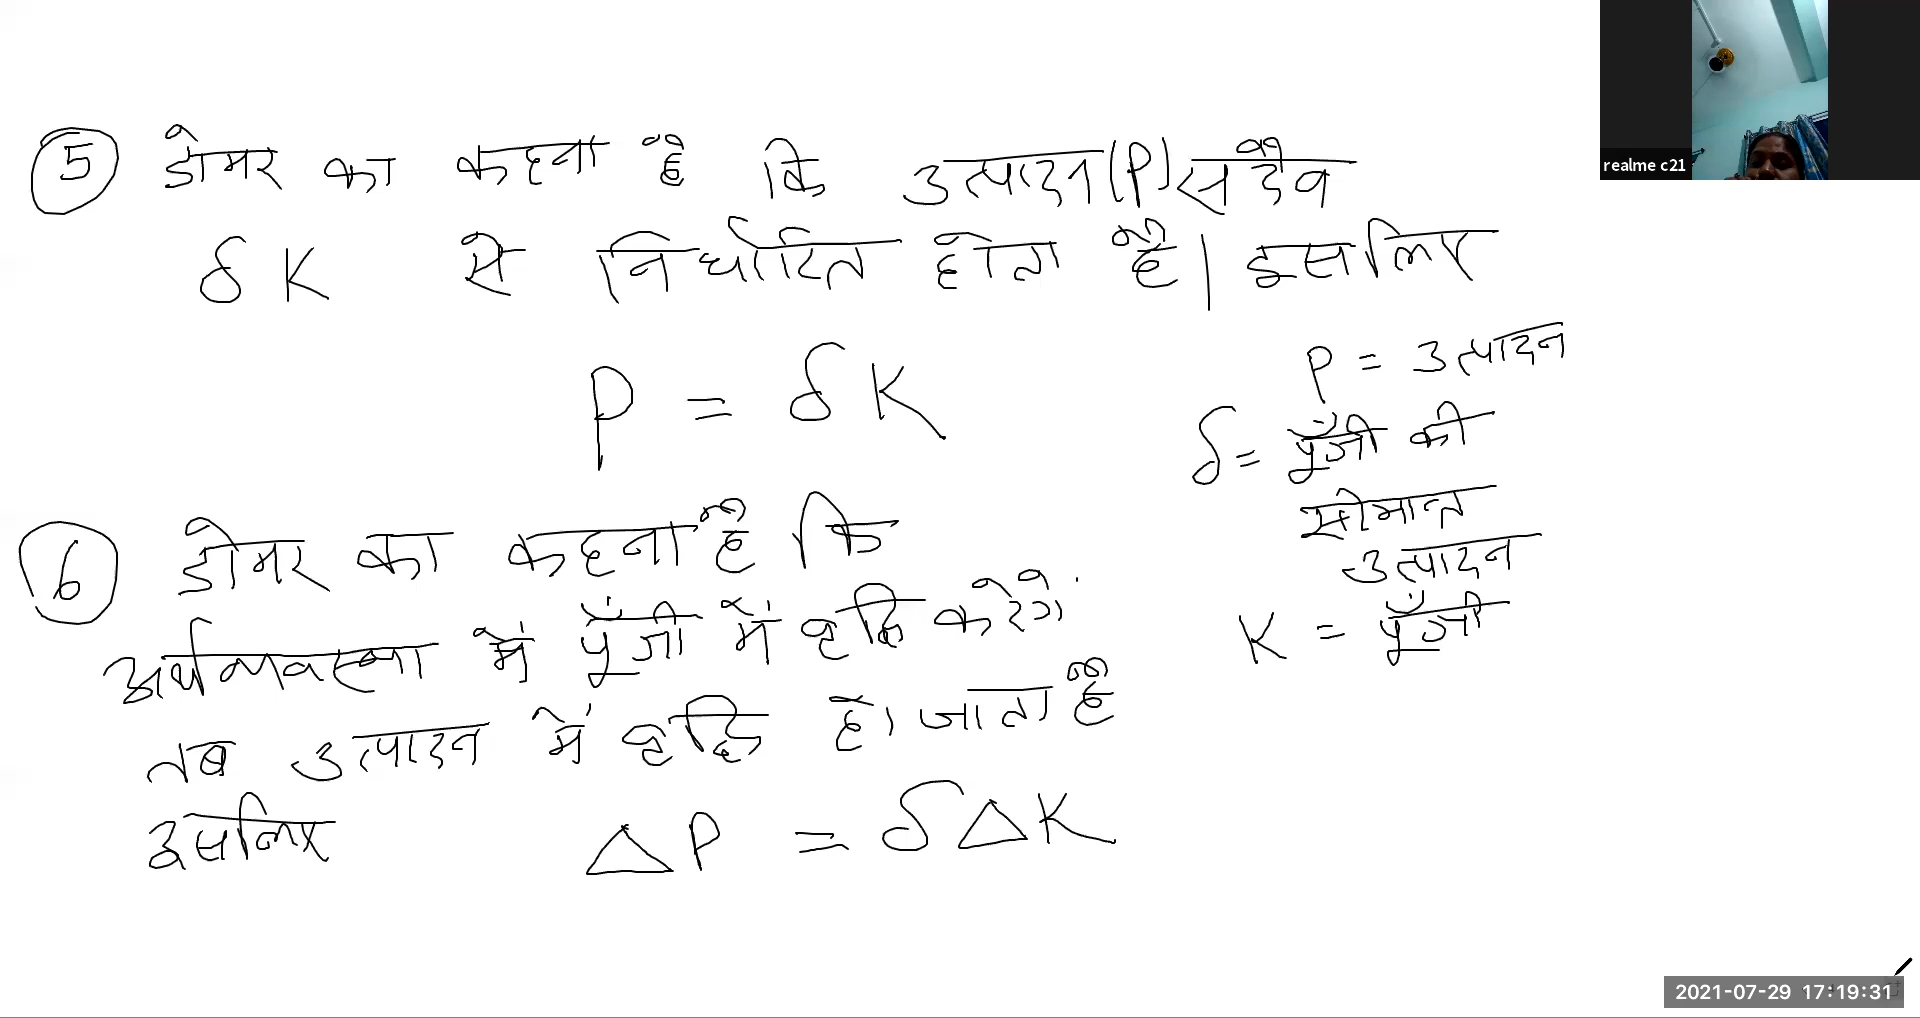 5 डोमर का कहना है कि उत्पादन (P) सदैव
δK से निर्धारित होता है। इसलिए
P = δK
P = उत्पादन
δ = पूँजी की
सीमान्त
उत्पादन
K = पूँजी
6 डोमर का कहना है कि
अर्थव्यवस्था में पूँजी में वृद्धि करेगें
तब उत्पादन में वृद्धि हो जाता है
इसलिए ΔP = δΔK
realme c21
2021-07-29 17:19:31